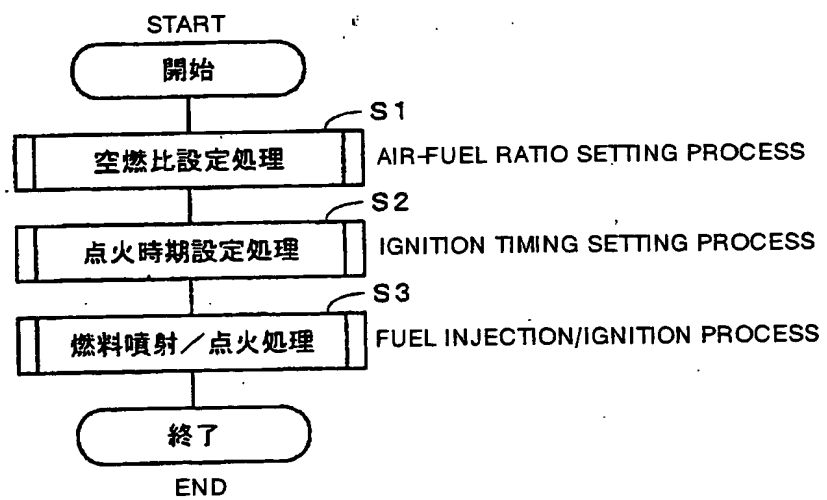 START
開始
S1
空燃比設定処理 AIR-FUEL RATIO SETTING PROCESS
S2
点火時期設定処理 IGNITION TIMING SETTING PROCESS
S3
燃料噴射／点火処理 FUEL INJECTION/IGNITION PROCESS
終了
END